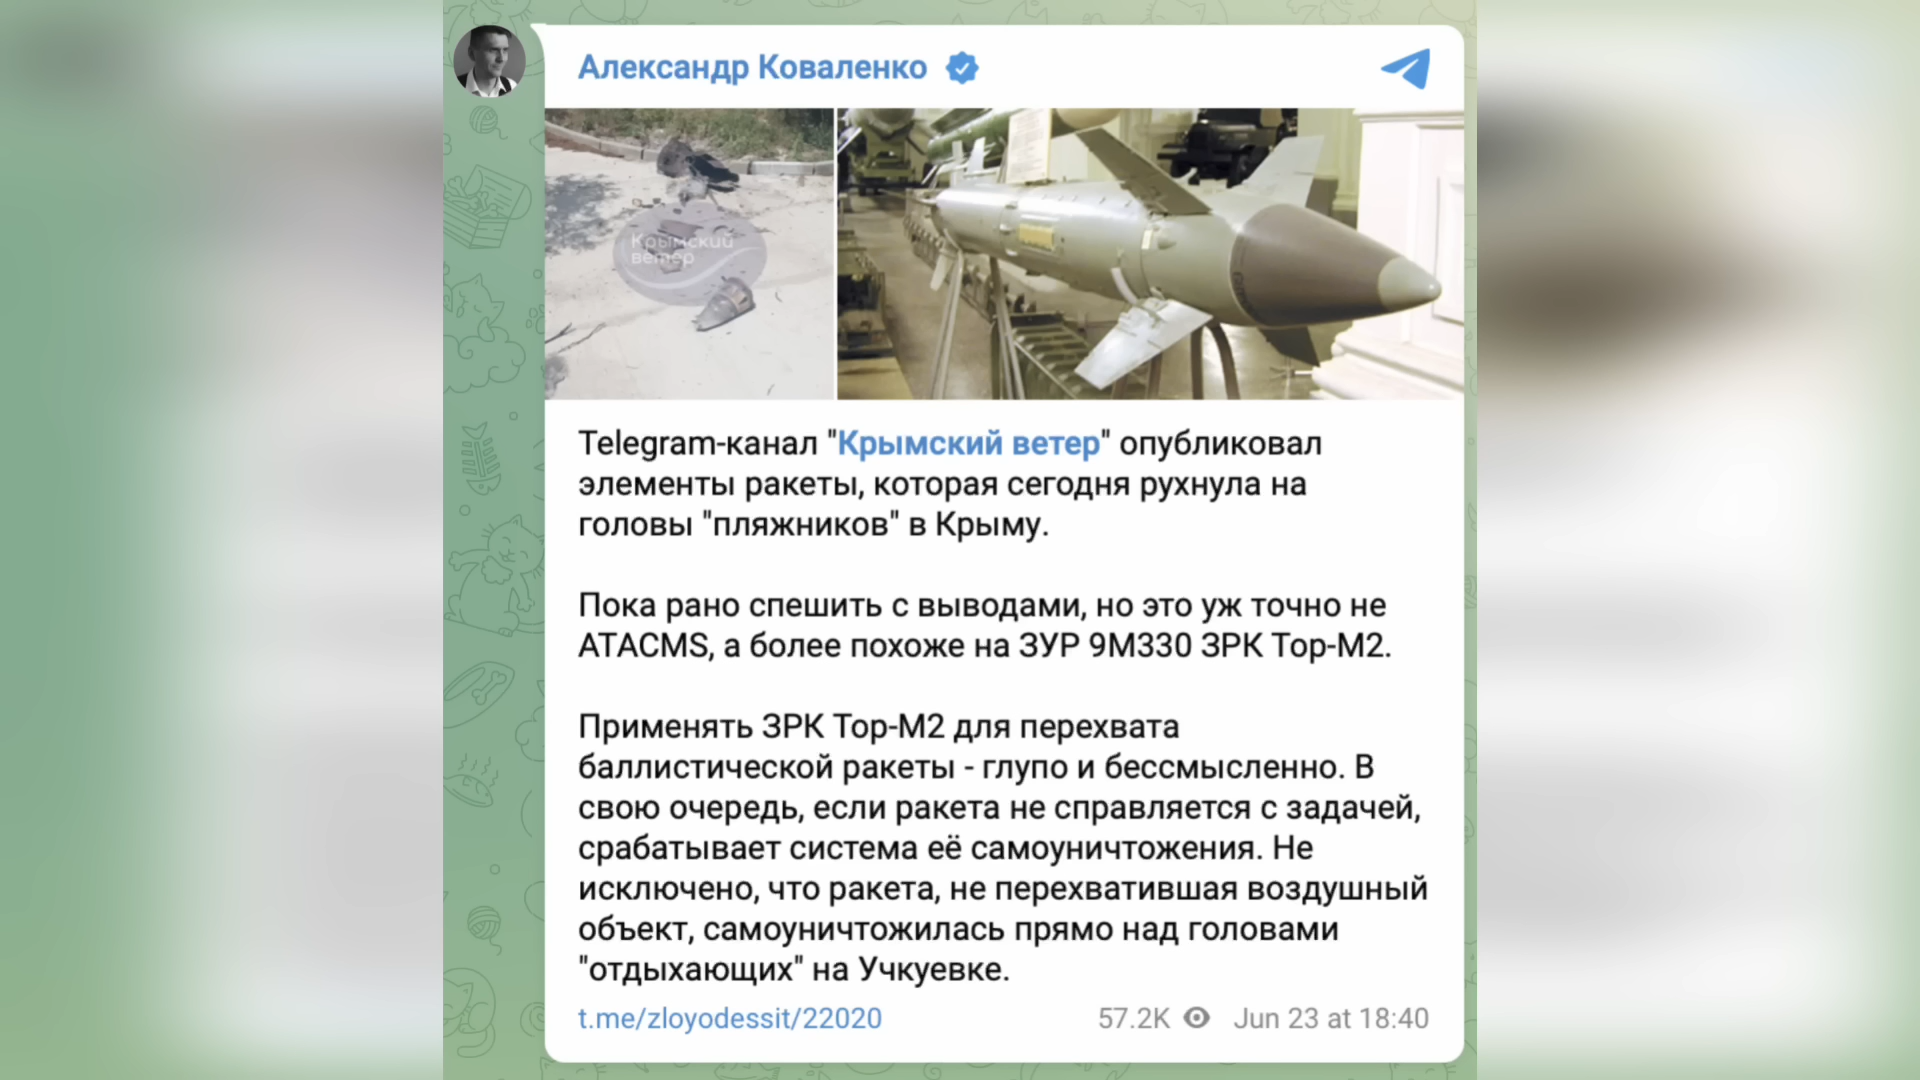 Александр Коваленко
Крымский
ветер
Telegram-канал "Крымский ветер" опубликовал
элементы ракеты, которая сегодня рухнула на
головы "пляжников" в Крыму.
Пока рано спешить с выводами, но это уж точно не
ATACMS, а более похоже на ЗУР 9М330 ЗРК Тор-М2.
Применять ЗРК Тор-М2 для перехвата
баллистической ракеты - глупо и бессмысленно. В
свою очередь, если ракета не справляется с задачей,
срабатывает система её самоуничтожения. Не
исключено, что ракета, не перехватившая воздушный
объект, самоуничтожилась прямо над головами
"отдыхающих" на Учкуевке.
t.me/zloyodessit/22020
57.2K Jun 23 at 18:40